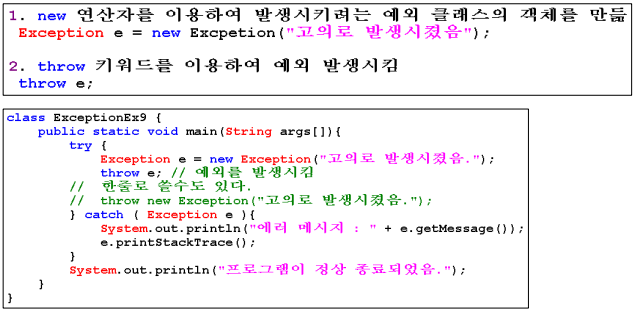 1. new 연산자를 이용하여 발생시키려는 예외 클래스의 객체를 만듦
Exception e = new Excpetion("고의로 발생시켰음");
2. throw 키워드를 이용하여 예외 발생시킴
throw e;
class ExceptionEx9 {
public static void main(String args[]){
try {
Exception e = new Exception("고의로 발생시켰음.");
throw e; // 예외를 발생시킴
// 한줄로 쓸수도 있다.
// throw new Exception("고의로 발생시켰음.");
} catch ( Exception e ){
System.out.println("에러 메시지 : " + e.getMessage());
e.printStackTrace();
}
System.out.println("프로그램이 정상 종료되었음.");
}
}